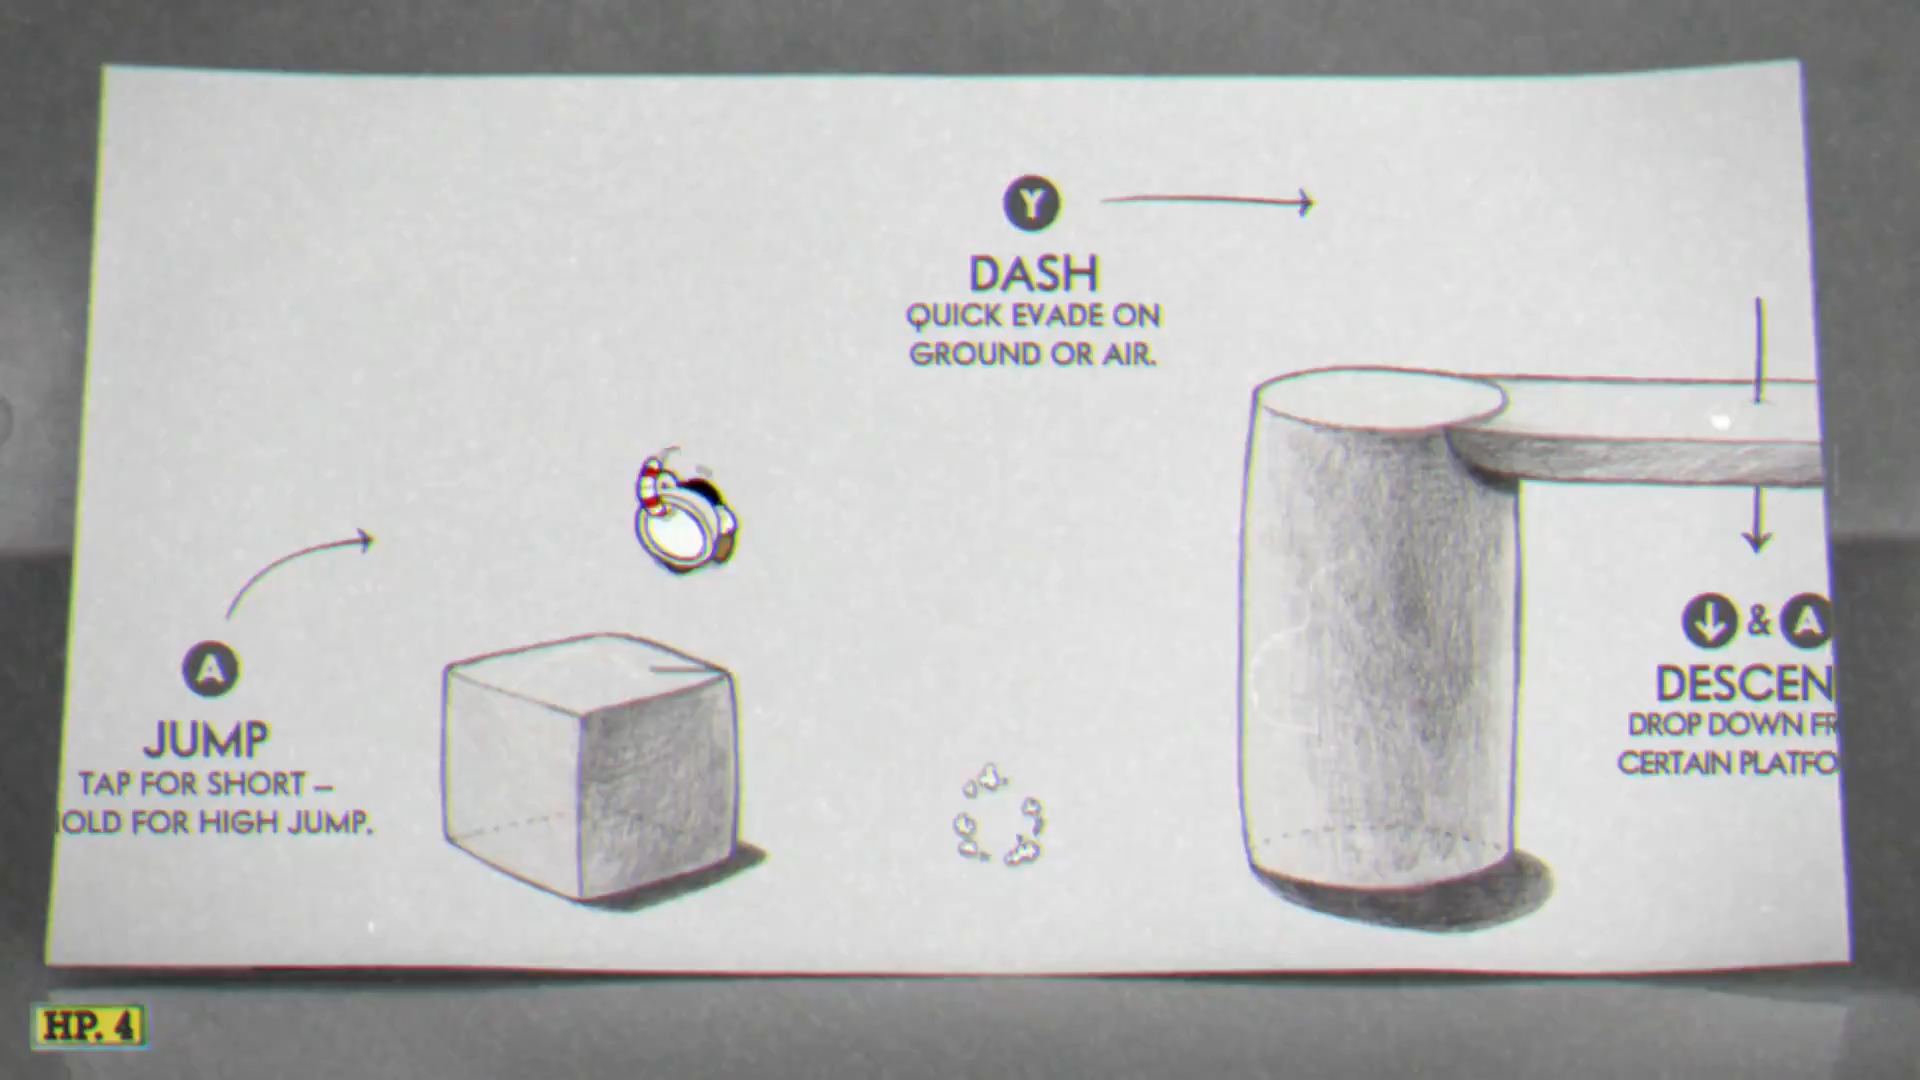 Y
DASH
QUICK EVADE ON
GROUND OR AIR.
A
JUMP
TAP FOR SHORT –
OLD FOR HIGH JUMP.
& A
DESCEN
DROP DOWN FR
CERTAIN PLATFO
HP. 4